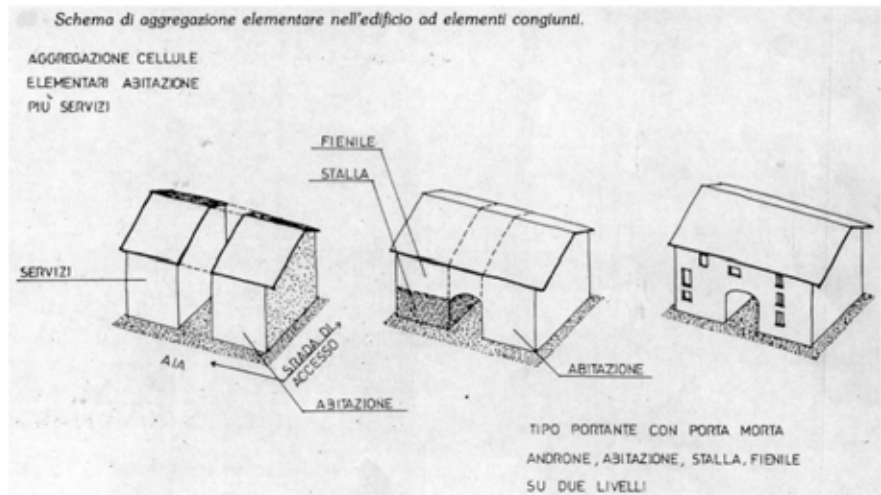 Schema di aggregazione elementare nell'edificio ad elementi congiunti.
AGGREGAZIONE CELLULE
ELEMENTARI ABITAZIONE
PIÙ SERVIZI
FIENILE
STALLA
SERVIZI
AIA
STRADA DI
ACCESSO
ABITAZIONE
ABITAZIONE
TIPO PORTANTE CON PORTA MORTA
ANDRONE, ABITAZIONE, STALLA, FIENILE
SU DUE LIVELLI